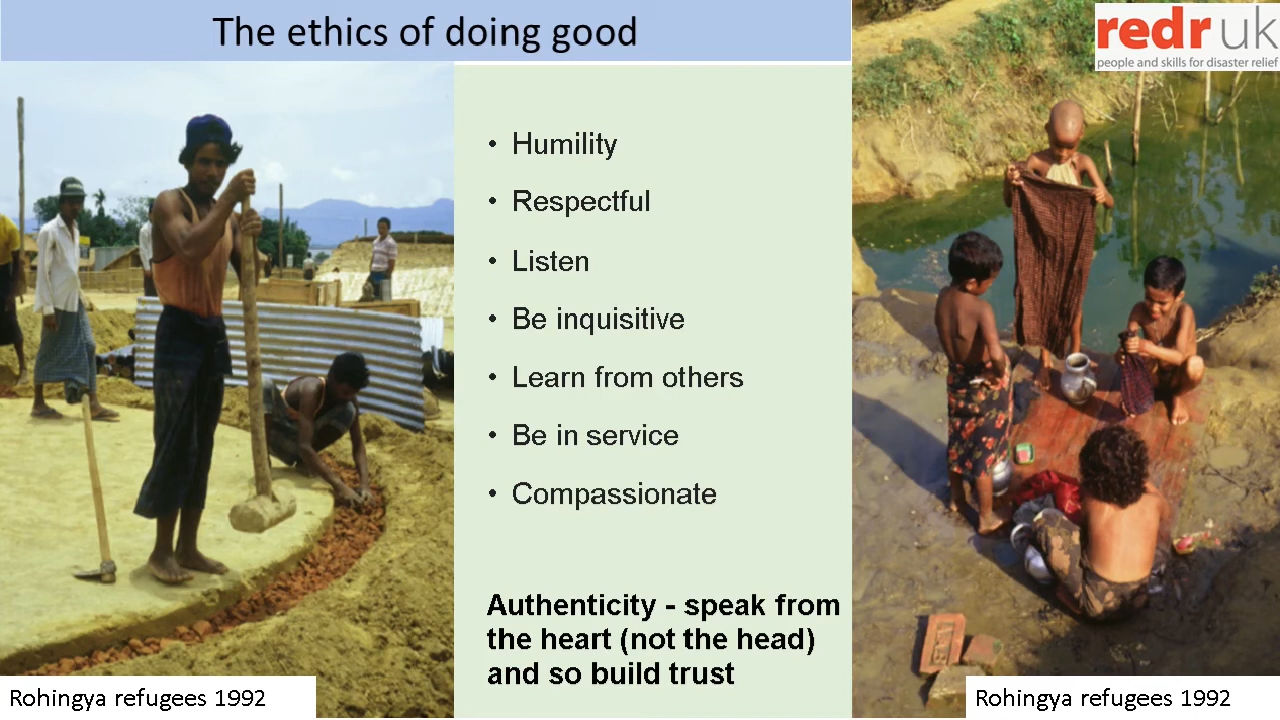 The ethics of doing good
redr uk
people and skills for disaster relief
• Humility
• Respectful
• Listen
• Be inquisitive
• Learn from others
• Be in service
• Compassionate
Authenticity - speak from
the heart (not the head)
and so build trust
Rohingya refugees 1992
Rohingya refugees 1992